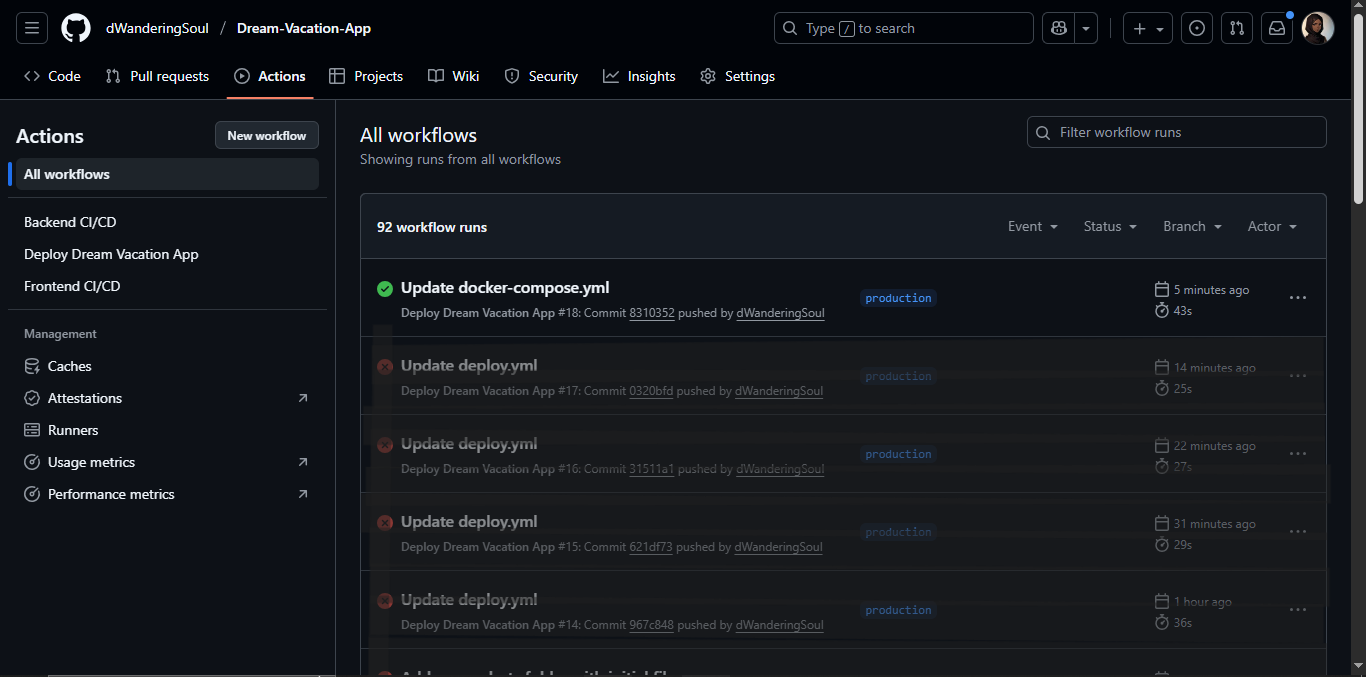 dWanderingSoul / Dream-Vacation-App
Type / to search
Code Pull requests Actions Projects Wiki Security Insights Settings
Actions
New workflow
All workflows
Backend CI/CD
Deploy Dream Vacation App
Frontend CI/CD
Management
Caches
Attestations
Runners
Usage metrics
Performance metrics
All workflows
Showing runs from all workflows
Filter workflow runs
92 workflow runs
Event Status Branch Actor
Update docker-compose.yml
Deploy Dream Vacation App #18: Commit 8310352 pushed by dWanderingSoul
production
5 minutes ago
43s
Update deploy.yml
Deploy Dream Vacation App #17: Commit 0320bfd pushed by dWanderingSoul
production
14 minutes ago
25s
Update deploy.yml
Deploy Dream Vacation App #16: Commit 31511a1 pushed by dWanderingSoul
production
22 minutes ago
27s
Update deploy.yml
Deploy Dream Vacation App #15: Commit 621df73 pushed by dWanderingSoul
production
31 minutes ago
29s
Update deploy.yml
Deploy Dream Vacation App #14: Commit 967c848 pushed by dWanderingSoul
production
1 hour ago
36s